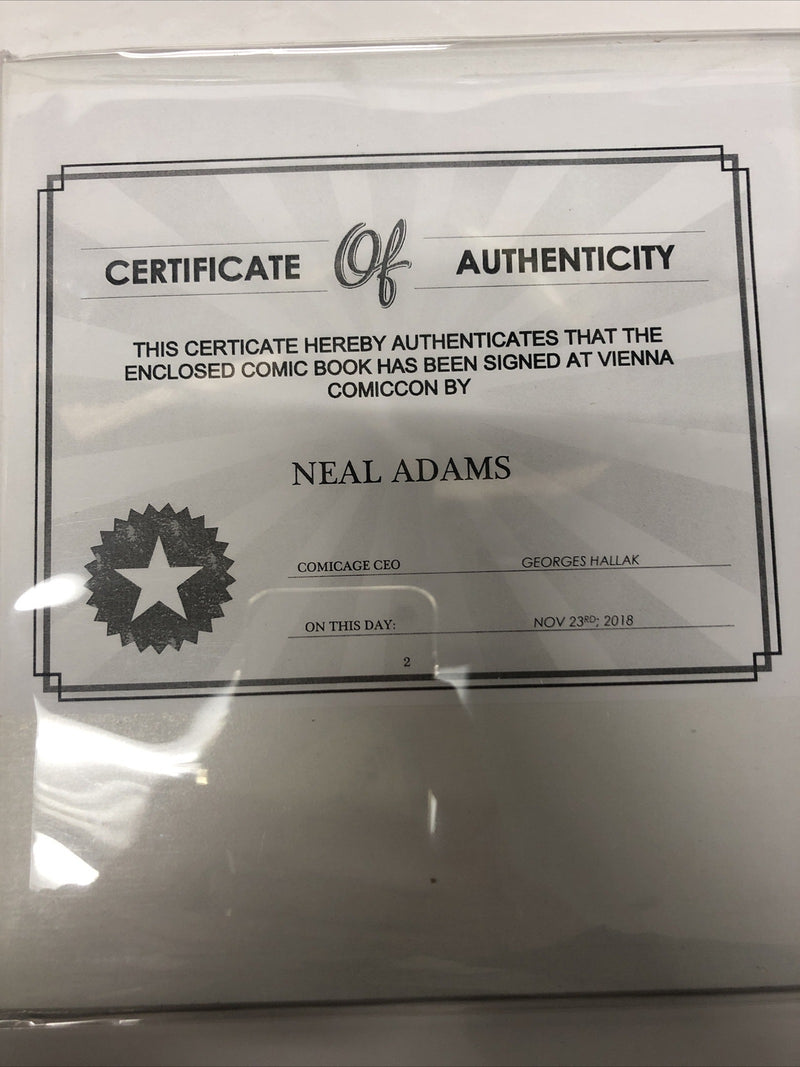 CERTIFICATE Of AUTHENTICITY
THIS CERTICATE HEREBY AUTHENTICATES THAT THE
ENCLOSED COMIC BOOK HAS BEEN SIGNED AT VIENNA
COMICCON BY
NEAL ADAMS
COMICAGE CEO GEORGES HALLAK
ON THIS DAY: NOV 23RD; 2018
2